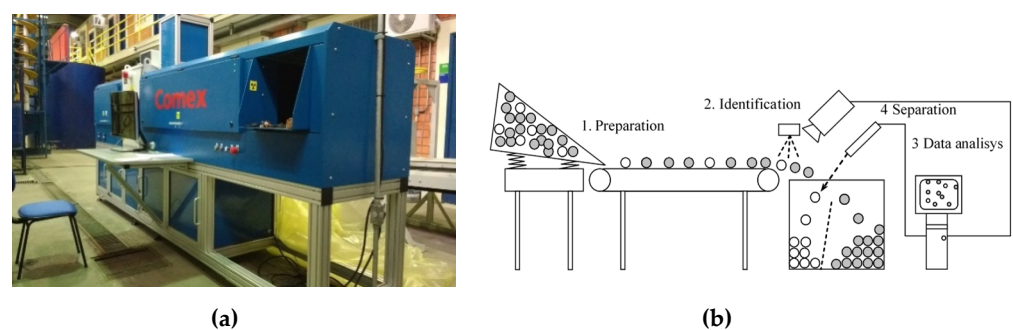 Comex
(a)
1. Preparation
2. Identification
4 Separation
3 Data analisys
(b)